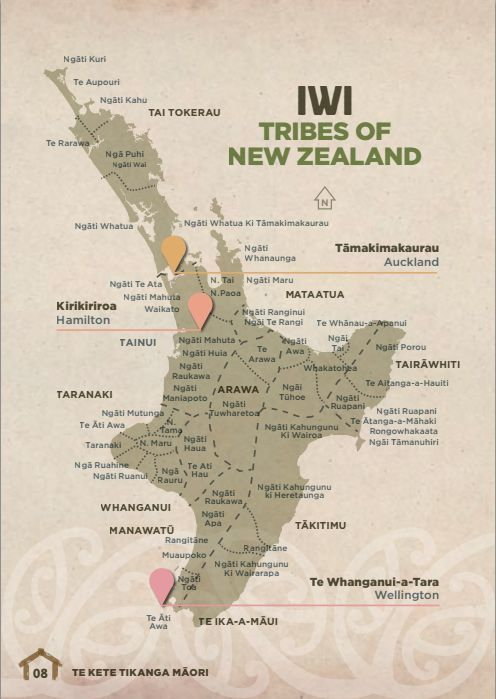 IWI
TRIBES OF
NEW ZEALAND
N
Ngāti Kuri
Te Aupouri
Ngāti Kahu
TAI TOKERAU
Te Rarawa
Ngā Puhi
Ngāti Wai
Ngāti Whatua
Ngāti Whatua Ki Tāmakimakaurau
Ngāti
Whanaunga
Tāmakimakaurau
Auckland
Ngāti Te Ata
N. Tai
Ngāti Maru
Ngāti Mahuta
N.Paoa
MATAATUA
Waikato
Kirikiriroa
Hamilton
Ngāti Ranginui
Ngāi Te Rangi
Te Whānau-a-Apanui
TAINUI
Ngāti Mahuta
Ngāti Huia
Te
Arawa
Ngāti
Awa
Ngāi
Tai
Ngāti Porou
Whakatohea
TAIRĀWHITI
Ngāti
Raukawa
Te Aitanga-a-Hauiti
TARANAKI
Ngāti
Maniapoto
ARAWA
Ngāi
Tūhoe
Ngāti
Ruapani
Ngāti
Tuwharetoa
Ngāti Mutunga
Te Āti Awa
N.
Tama
Ngāti Ruapani
Te Ātanga-a-Māhaki
Rongowhakaata
Ngāi Tāmanuhiri
Ngāti Kahungunu
Ki Wairoa
Taranaki
N. Maru
Ngāti
Haua
Ngā Ruahine
Ngāti Ruanui
Ngā
Rauru
Te Ati
Hau
Ngāti Kahungunu
ki Heretaunga
Ngāti
Raukawa
WHANGANUI
Ngāti
Apa
MANAWATŪ
TĀKITIMU
Rangitāne
Rangitāne
Muaupoko
Ngāti Kahungunu
Ki Wairarapa
Ngāti
Toa
Te Whanganui-a-Tara
Wellington
Te Āti
Awa
TE IKA-A-MĀUI
08
TE KETE TIKANGA MĀORI